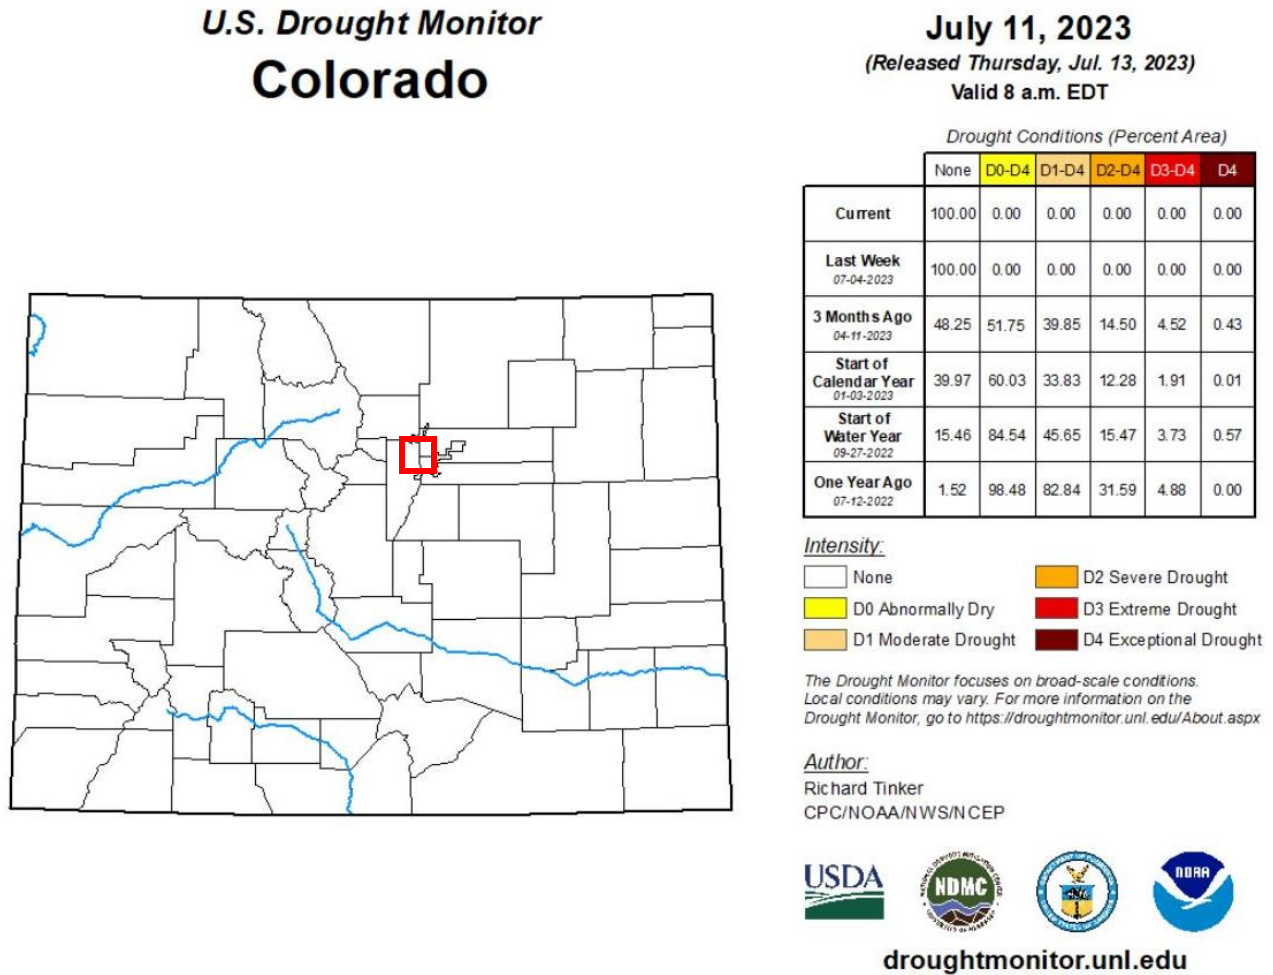 U.S. Drought Monitor
Colorado
July 11, 2023
(Released Thursday, Jul. 13, 2023)
Valid 8 a.m. EDT
Drought Conditions (Percent Area)
None D0-D4 D1-D4 D2-D4 D3-D4 D4
Current 100.00 0.00 0.00 0.00 0.00 0.00
Last Week
07-04-2023 100.00 0.00 0.00 0.00 0.00 0.00
3 Months Ago
04-11-2023 48.25 51.75 39.85 14.50 4.52 0.43
Start of
Calendar Year
01-03-2023 39.97 60.03 33.83 12.28 1.91 0.01
Start of
Water Year
09-27-2022 15.46 84.54 45.65 15.47 3.73 0.57
One Year Ago
07-12-2022 1.52 98.48 82.84 31.59 4.88 0.00
Intensity:
None
D0 Abnormally Dry
D1 Moderate Drought
D2 Severe Drought
D3 Extreme Drought
D4 Exceptional Drought
The Drought Monitor focuses on broad-scale conditions.
Local conditions may vary. For more information on the
Drought Monitor, go to https://droughtmonitor.unl.edu/About.aspx
Author:
Richard Tinker
CPC/NOAA/NWS/NCEP
USDA
NDMC
NOAA
droughtmonitor.unl.edu